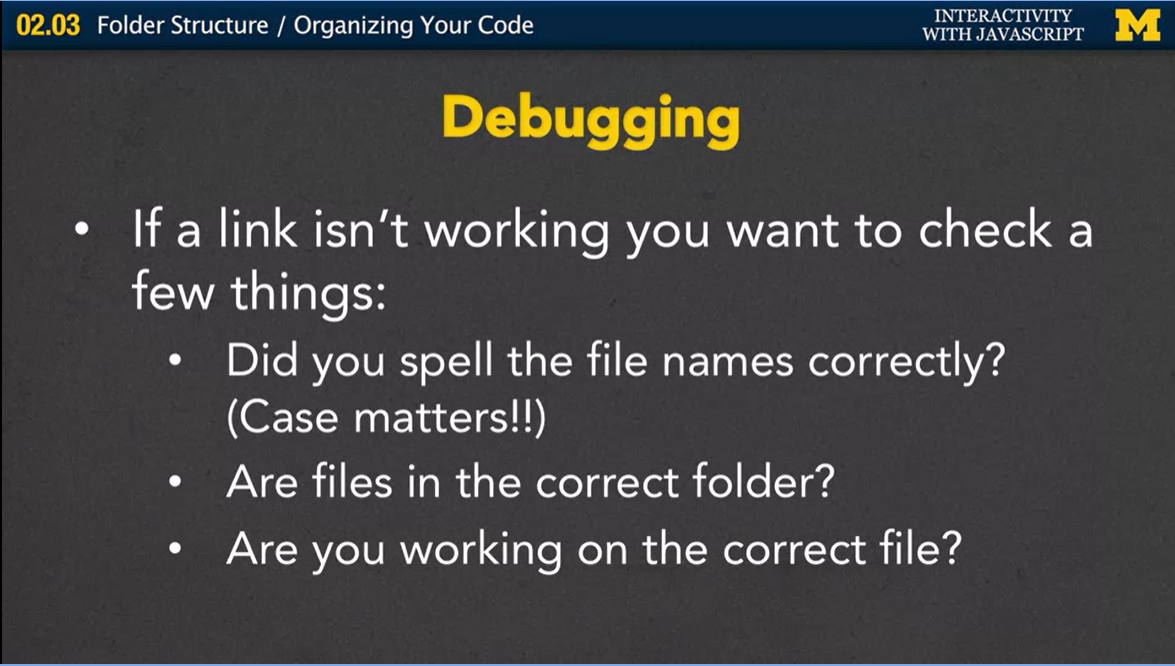 02.03 Folder Structure / Organizing Your Code
INTERACTIVITY
WITH JAVASCRIPT
M
Debugging
• If a link isn’t working you want to check a
few things:
• Did you spell the file names correctly?
(Case matters!!)
• Are files in the correct folder?
• Are you working on the correct file?